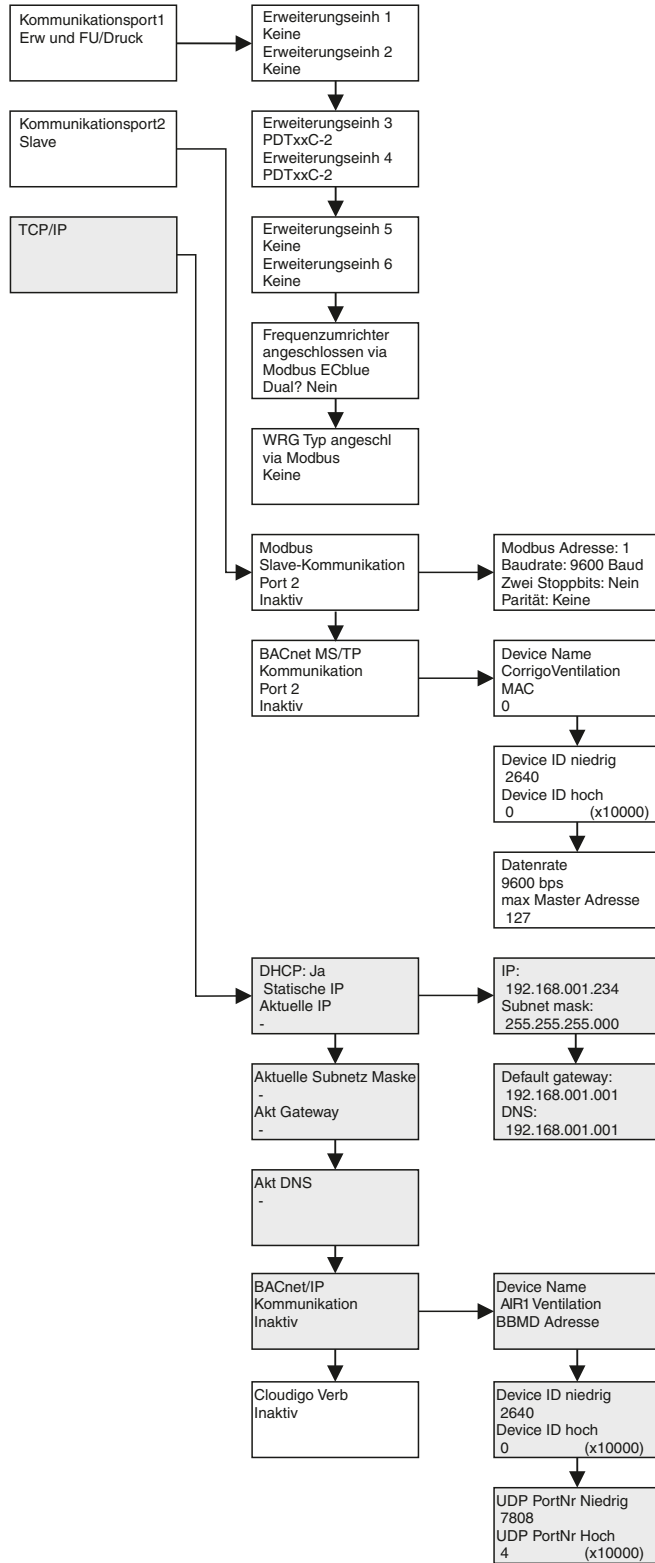 Kommunikationsport1
Erw und FU/Druck
Erweiterungseinh 1
Keine
Erweiterungseinh 2
Keine
Kommunikationsport2
Slave
Erweiterungseinh 3
PDTxxC-2
Erweiterungseinh 4
PDTxxC-2
TCP/IP
Erweiterungseinh 5
Keine
Erweiterungseinh 6
Keine
Frequenzumrichter
angeschlossen via
Modbus ECblue
Dual? Nein
WRG Typ angeschl
via Modbus
Keine
Modbus
Slave-Kommunikation
Port 2
Inaktiv
Modbus Adresse: 1
Baudrate: 9600 Baud
Zwei Stoppbits: Nein
Parität: Keine
BACnet MS/TP
Kommunikation
Port 2
Inaktiv
Device Name
CorrigoVentilation
MAC
0
Device ID niedrig
2640
Device ID hoch
0 (x10000)
Datenrate
9600 bps
max Master Adresse
127
DHCP: Ja
Statische IP
Aktuelle IP
-
IP:
192.168.001.234
Subnet mask:
255.255.255.000
Aktuelle Subnetz Maske
-
Akt Gateway
-
Default gateway:
192.168.001.001
DNS:
192.168.001.001
Akt DNS
-
BACnet/IP
Kommunikation
Inaktiv
Device Name
AIR1Ventilation
BBMD Adresse
Cloudigo Verb
Inaktiv
Device ID niedrig
2640
Device ID hoch
0 (x10000)
UDP PortNr Niedrig
7808
UDP PortNr Hoch
4 (x10000)